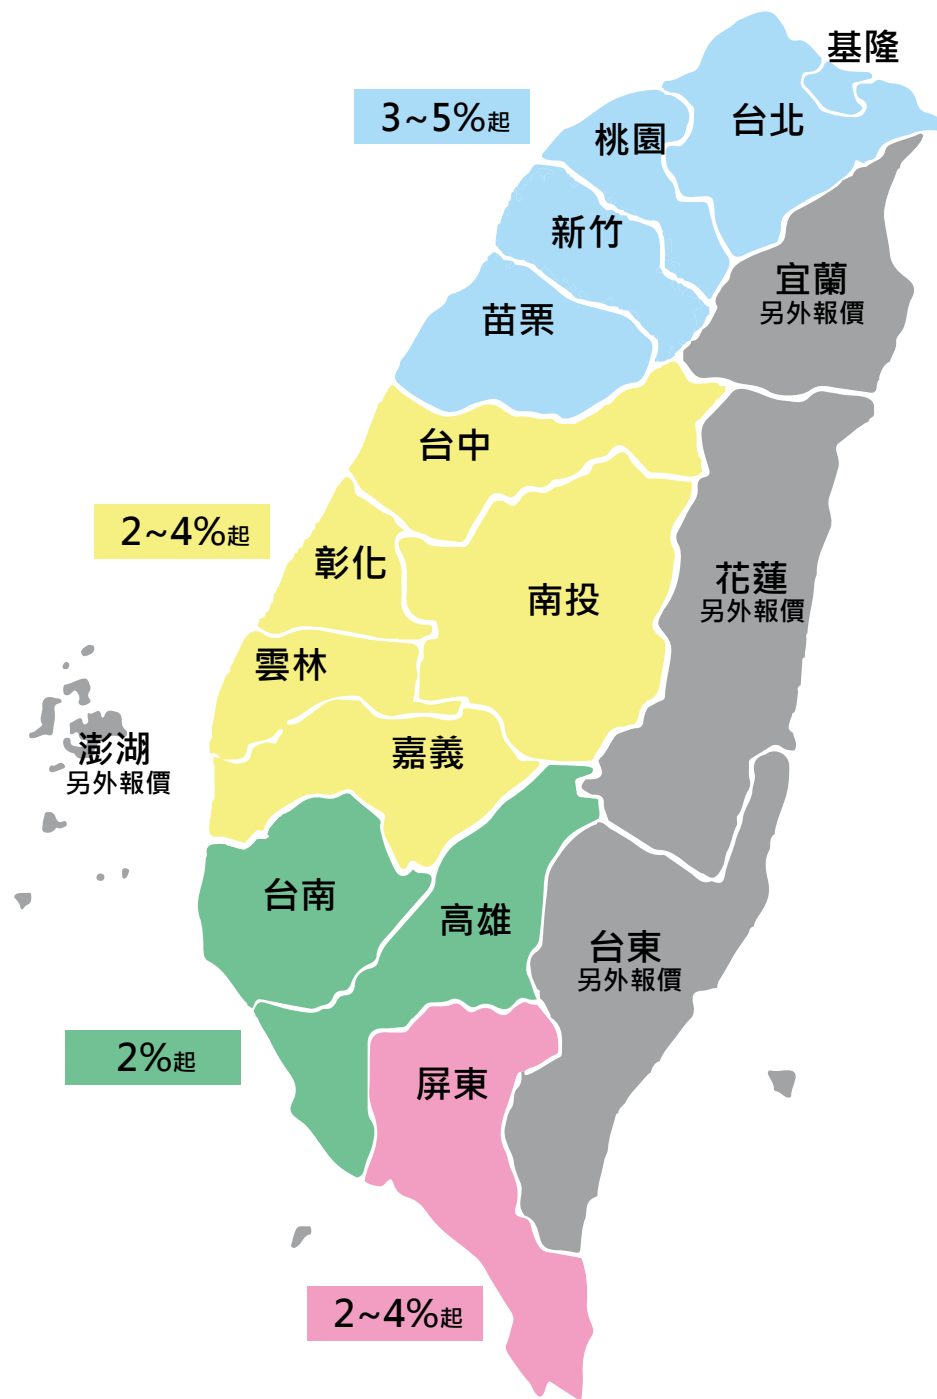 基隆
3~5%起
台北
桃園
新竹
宜蘭
另外報價
苗栗
台中
2~4%起
彰化
花蓮
另外報價
南投
雲林
澎湖
另外報價
嘉義
台南
高雄
台東
另外報價
2%起
屏東
2~4%起